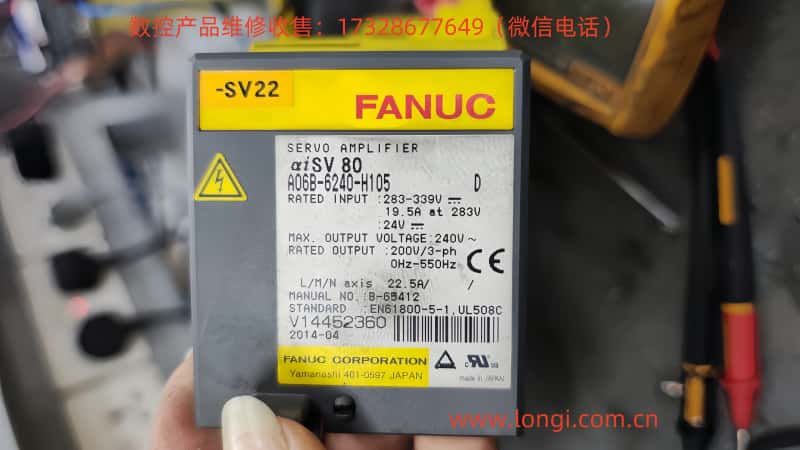 数控产品维修收售：17328677649（微信电话）
-SV22
FANUC
SERVO AMPLIFIER
αiSV 80
A06B-6240-H105 D
RATED INPUT :283-339V ⎓
19.5A at 283V
:24V ⎓
MAX. OUTPUT VOLTAGE:240V ~
RATED OUTPUT :200V/3-ph
0Hz-550Hz
CE
L/M/N axis 22.5A/ /
MANUAL NO. :B-65412
STANDARD :EN61800-5-1,UL508C
V14452360
2014-04
FANUC CORPORATION
Yamanashi 401-0597 JAPAN
c UL us
made in JAPAN
www.longi.com.cn